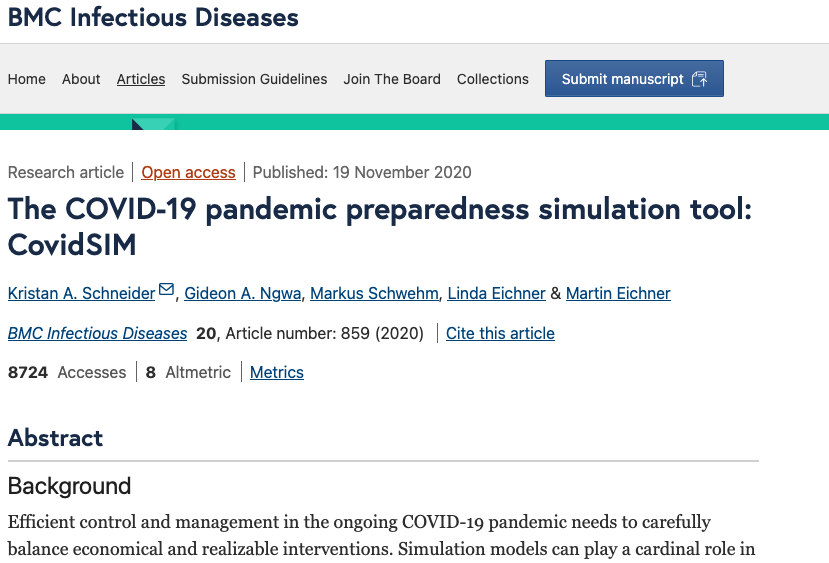 BMC Infectious Diseases
Home About Articles Submission Guidelines Join The Board Collections Submit manuscript
Research article Open access Published: 19 November 2020
The COVID-19 pandemic preparedness simulation tool:
CovidSIM
Kristan A. Schneider, Gideon A. Ngwa, Markus Schwehm, Linda Eichner & Martin Eichner
BMC Infectious Diseases 20, Article number: 859 (2020) Cite this article
8724 Accesses 8 Altmetric Metrics
Abstract
Background
Efficient control and management in the ongoing COVID-19 pandemic needs to carefully
balance economical and realizable interventions. Simulation models can play a cardinal role in